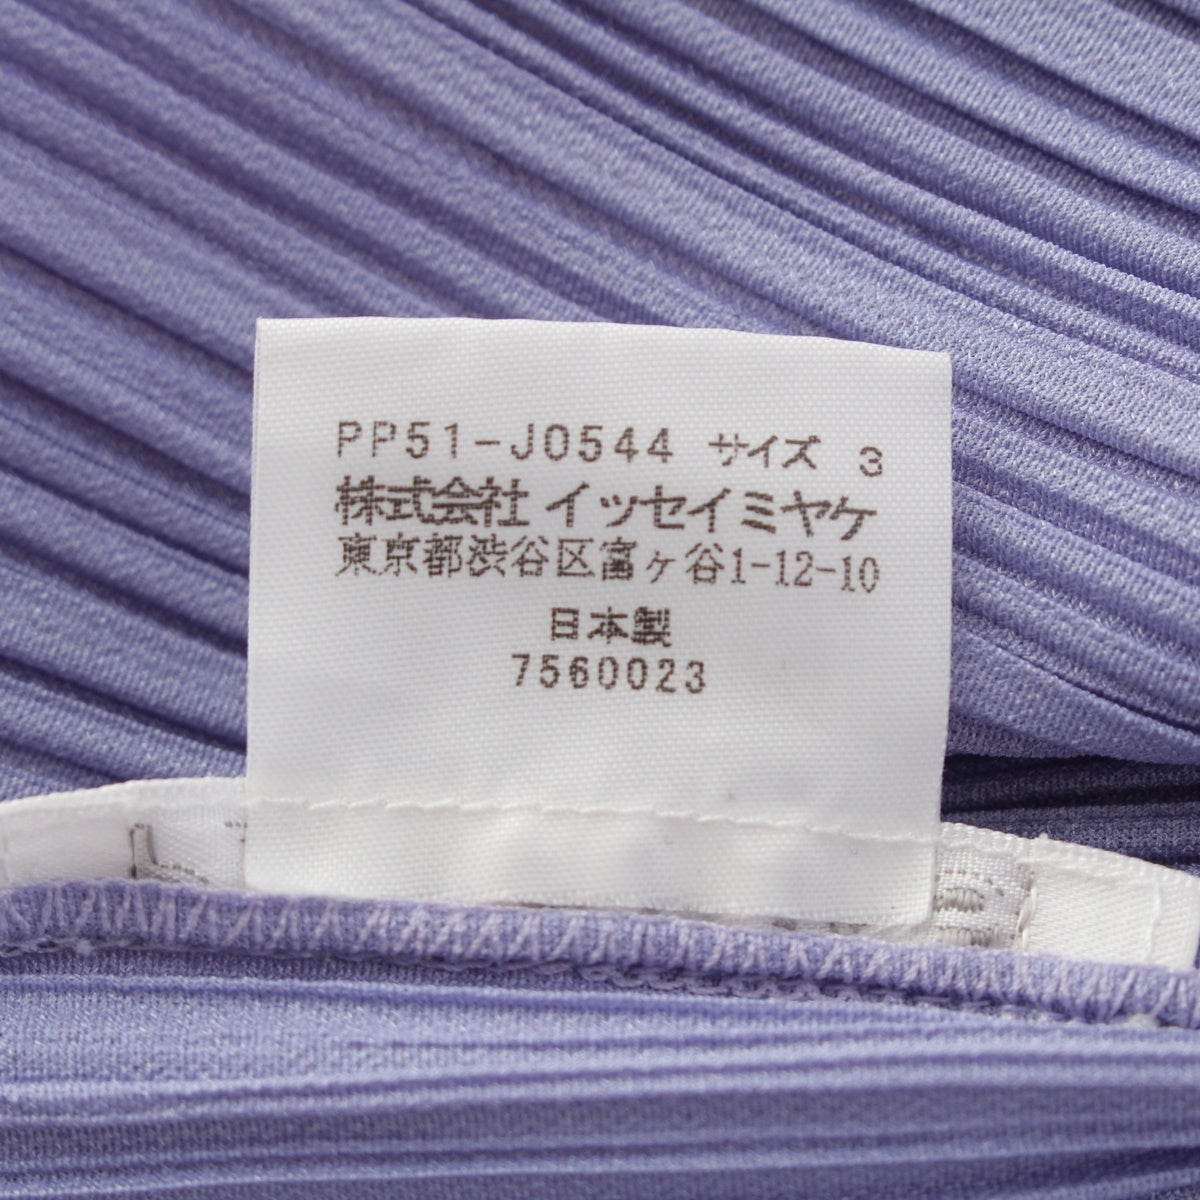 PP51-J0544 サイズ 3
株式会社イッセイミヤケ
東京都渋谷区富ヶ谷1-12-10
日本製
7560023